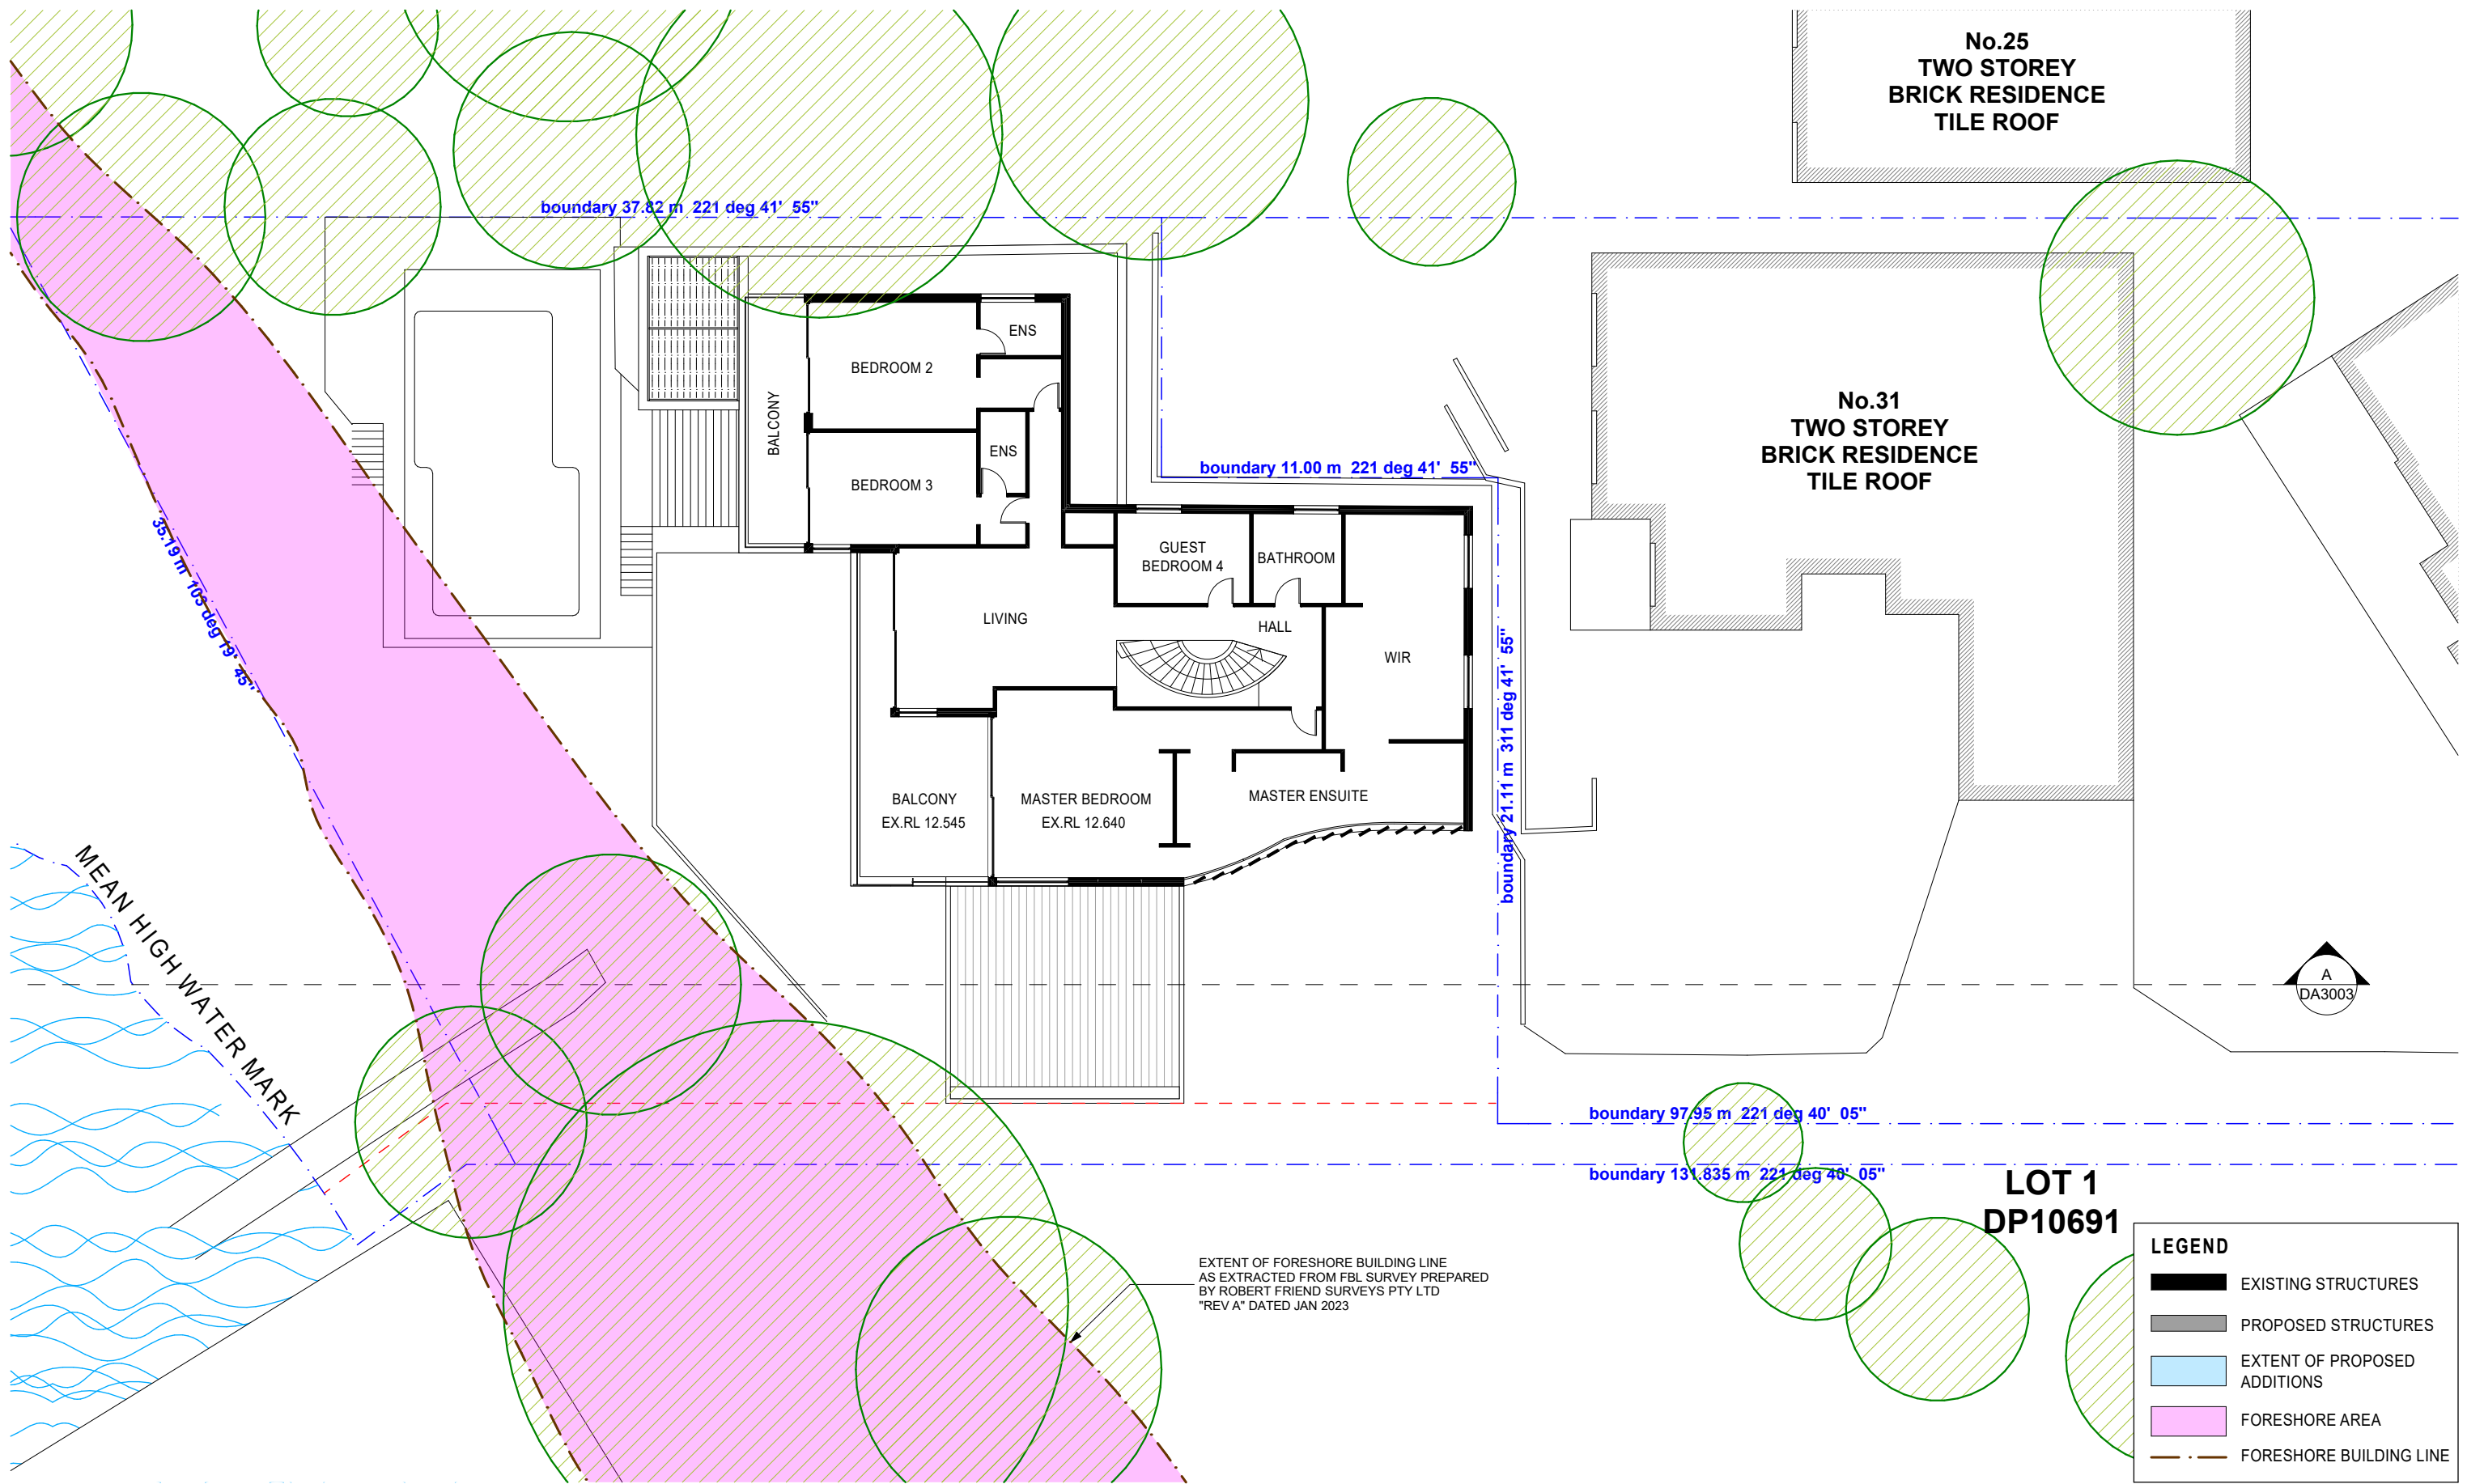 No.25
TWO STOREY
BRICK RESIDENCE
TILE ROOF
boundary 37.82 m 221 deg 41' 55"
ENS
BEDROOM 2
BALCONY
ENS
BEDROOM 3
No.31
TWO STOREY
BRICK RESIDENCE
TILE ROOF
boundary 11.00 m 221 deg 41' 55"
35.19 m 103 deg 19' 45"
GUEST
BEDROOM 4
BATHROOM
LIVING
HALL
WIR
boundary 21.11 m 311 deg 41' 55"
BALCONY
EX.RL 12.545
MASTER BEDROOM
EX.RL 12.640
MASTER ENSUITE
MEAN HIGH WATER MARK
A
DA3003
boundary 97.95 m 221 deg 40' 05"
boundary 131.835 m 221 deg 40' 05"
LOT 1
DP10691
EXTENT OF FORESHORE BUILDING LINE
AS EXTRACTED FROM FBL SURVEY PREPARED
BY ROBERT FRIEND SURVEYS PTY LTD
"REV A" DATED JAN 2023
LEGEND
EXISTING STRUCTURES
PROPOSED STRUCTURES
EXTENT OF PROPOSED
ADDITIONS
FORESHORE AREA
FORESHORE BUILDING LINE